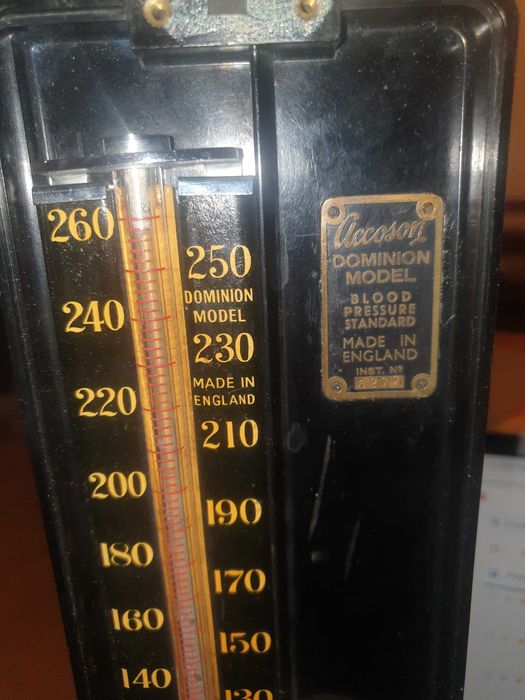 260
250
DOMINION
MODEL
240
230
MADE IN
ENGLAND
220
210
200
190
180
170
160
150
140
130
Accoson
DOMINION
MODEL
BLOOD
PRESSURE
STANDARD
MADE IN
ENGLAND
INST. Nº